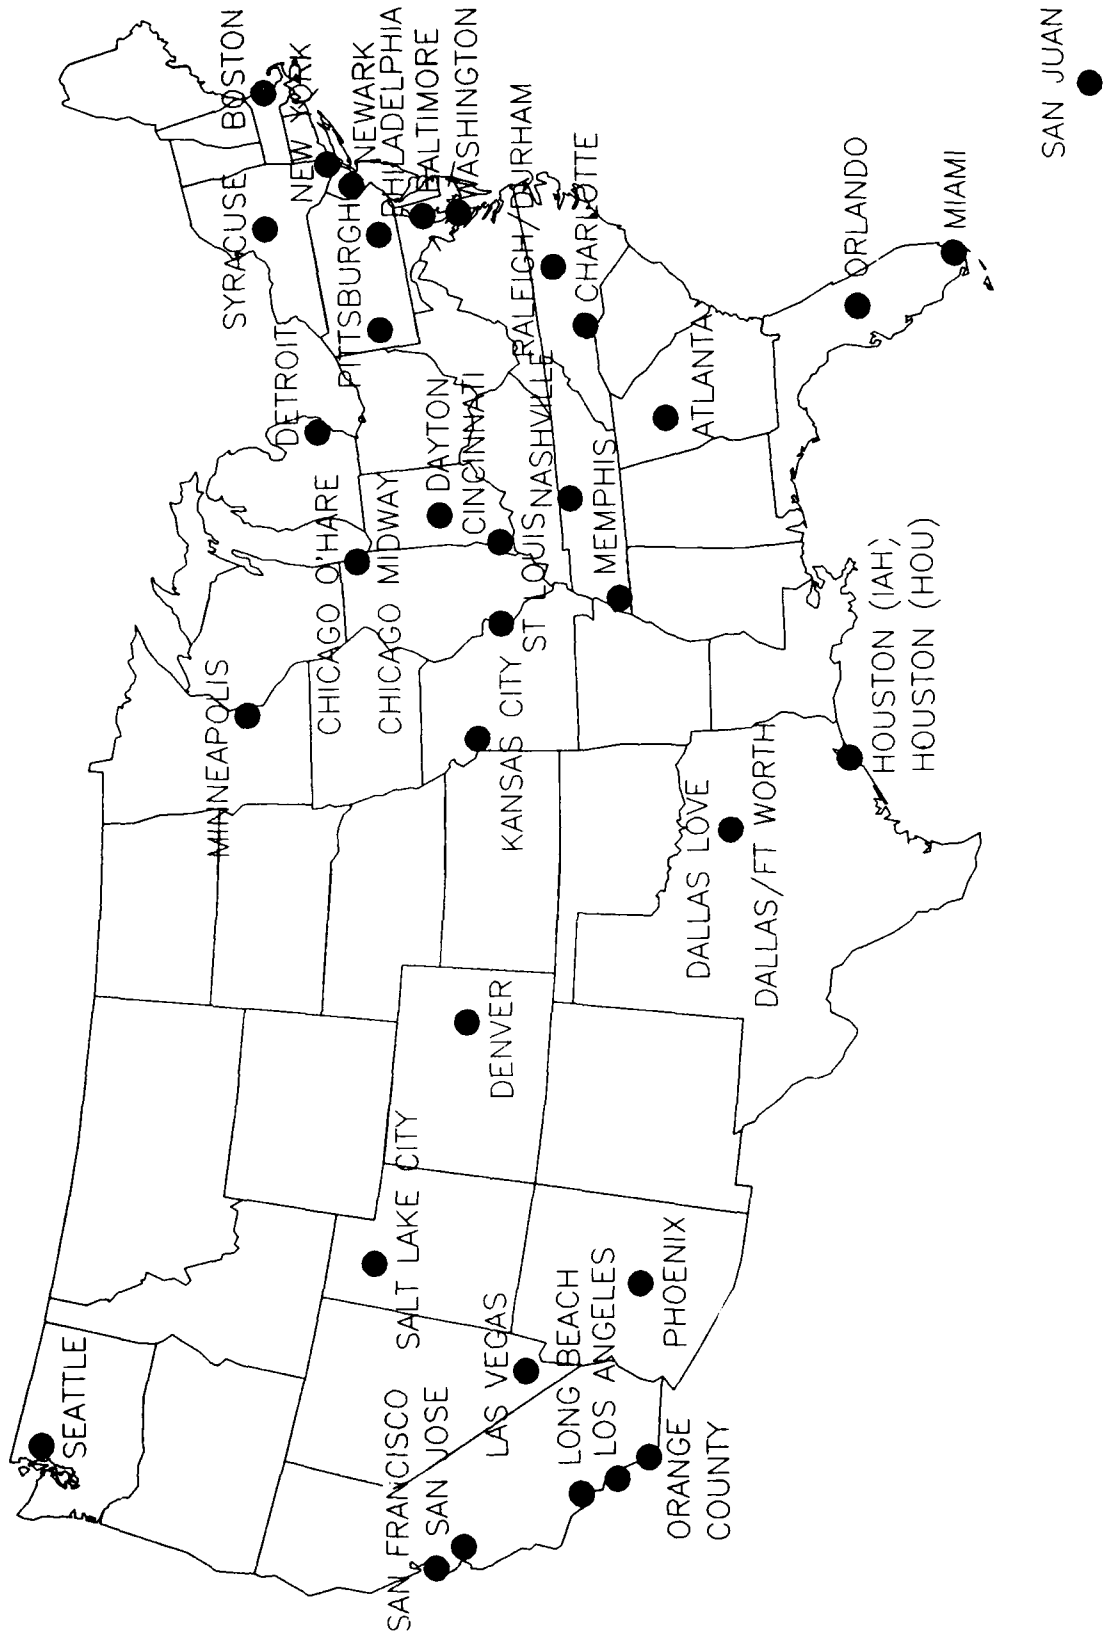 SEATTLE
MINNEAPOLIS
SYRACUSE
BOSTON
DETROIT
NEW YORK
CHICAGO O'HARE
PITTSBURGH
NEWARK
CHICAGO MIDWAY
PHILADELPHIA
SAN FRANCISCO
SALT LAKE CITY
DAYTON
BALTIMORE
SAN JOSE
CINCINNATI
WASHINGTON
LAS VEGAS
DENVER
KANSAS CITY
ST LOUIS
NASHVILLE
RALEIGH/DURHAM
LONG BEACH
LOS ANGELES
MEMPHIS
CHARLOTTE
ORANGE
COUNTY
PHOENIX
DALLAS LOVE
ATLANTA
DALLAS/FT WORTH
HOUSTON (IAH)
HOUSTON (HOU)
ORLANDO
MIAMI
SAN JUAN